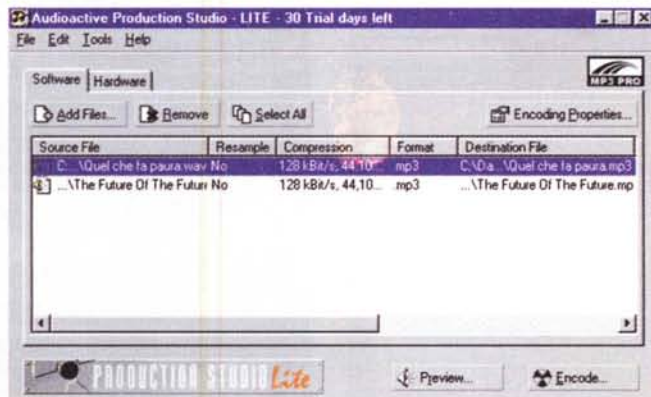 Audioactive Production Studio - LITE - 30 Trial days left
File Edit Tools Help
MP3 PRO
Software Hardware
Add Files... Remove Select All Encoding Properties...
Source File Resample Compression Format Destination File
C:...\Quel che fa paura.wav No 128 kBit/s, 44,10... mp3 C:\Da...\Quel che fa paura.mp3
...\The Future Of The Futur No 128 kBit/s, 44,10... mp3 ...\The Future Of The Future.mp
PRODUCTION STUDIO Lite Preview... Encode...